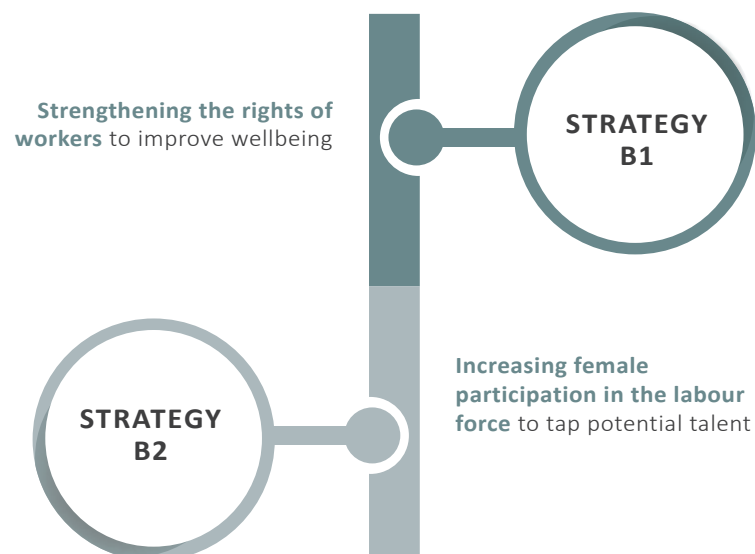 Strengthening the rights of
workers to improve wellbeing
STRATEGY
B1
STRATEGY
B2
Increasing female
participation in the labour
force to tap potential talent